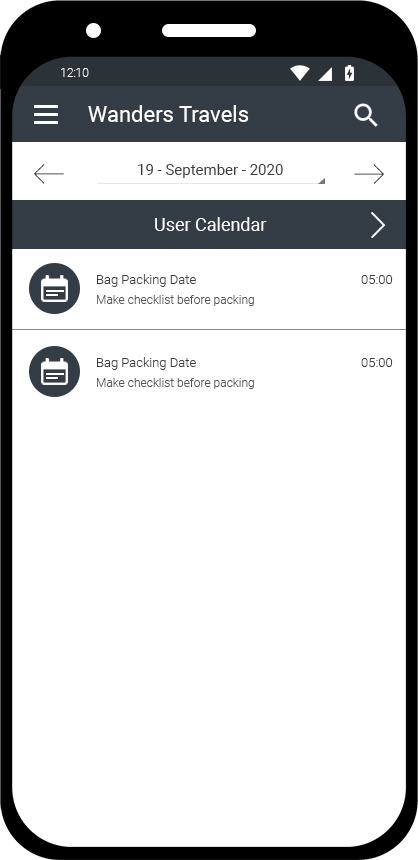 12:10
Wanders Travels
19 - September - 2020
User Calendar
Bag Packing Date 05:00
Make checklist before packing
Bag Packing Date 05:00
Make checklist before packing